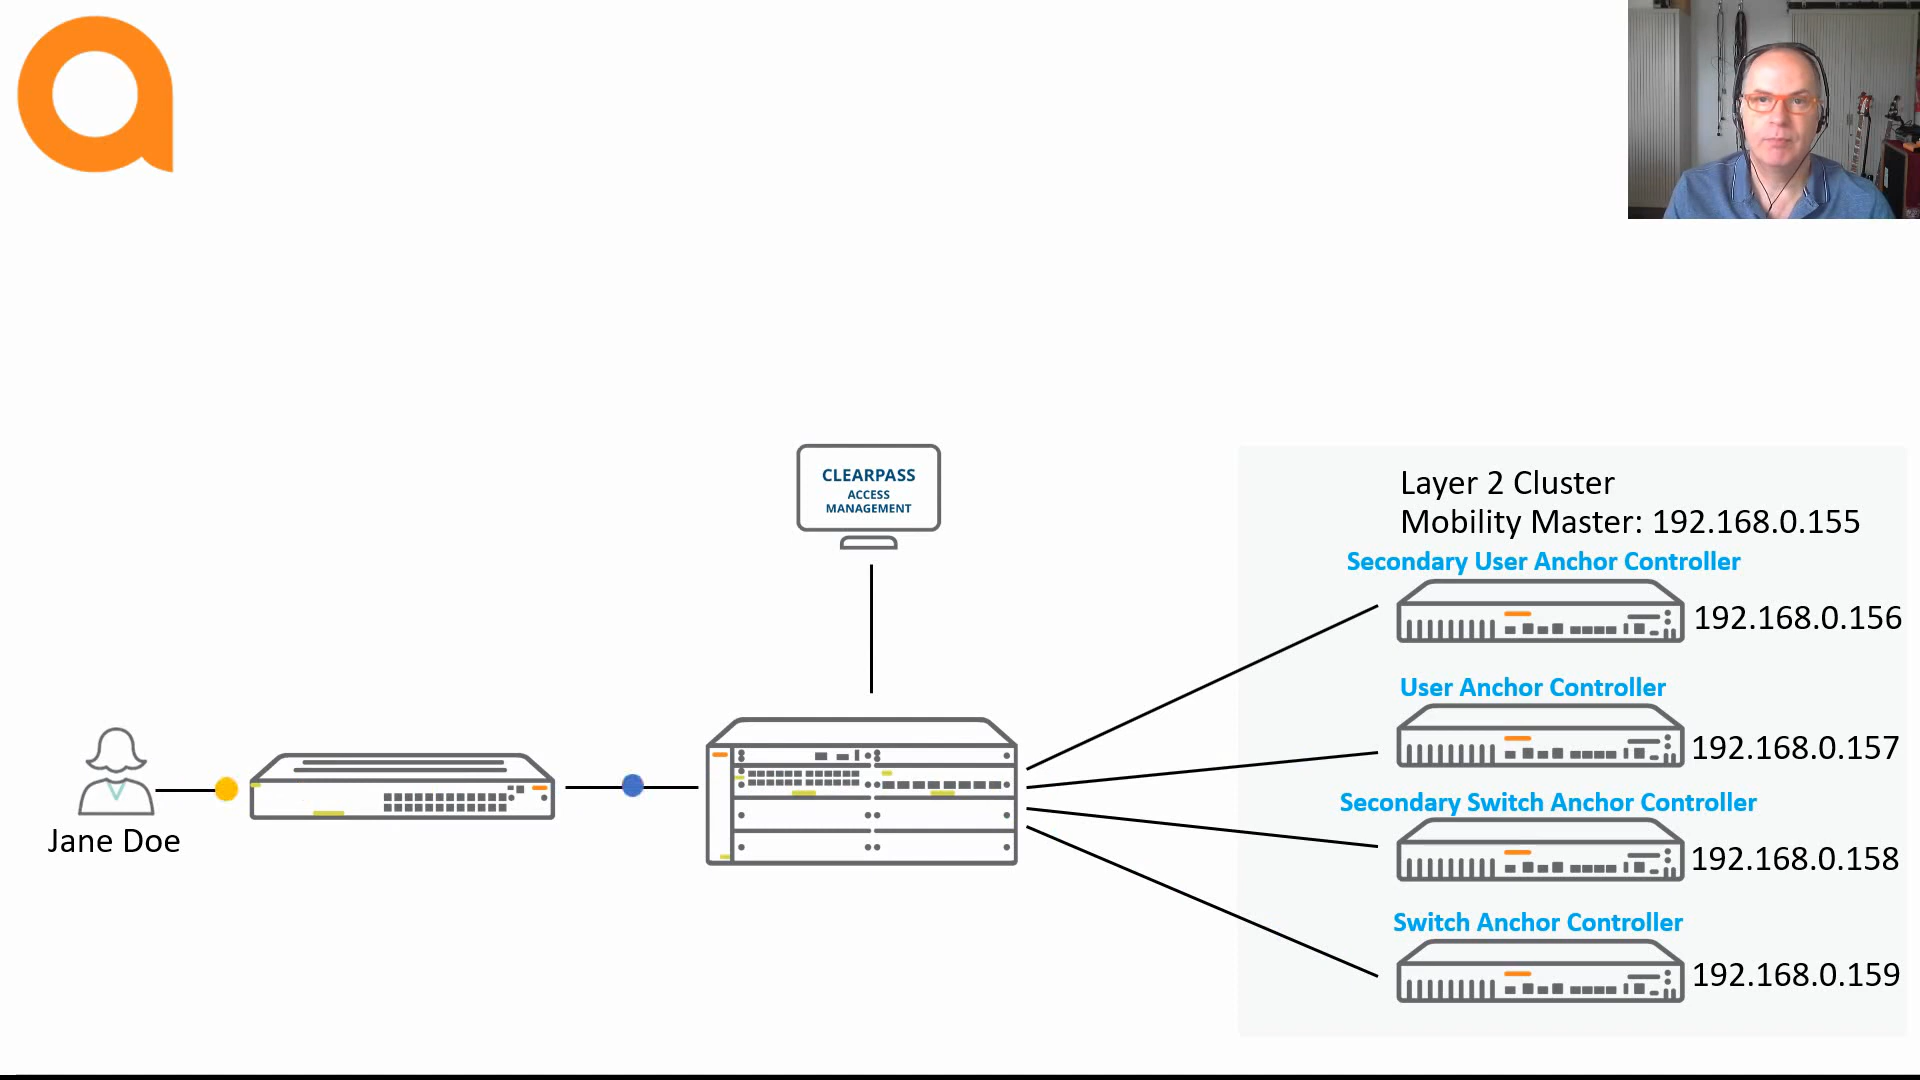 CLEARPASS
ACCESS
MANAGEMENT
Layer 2 Cluster
Mobility Master: 192.168.0.155
Secondary User Anchor Controller
192.168.0.156
User Anchor Controller
192.168.0.157
Secondary Switch Anchor Controller
192.168.0.158
Switch Anchor Controller
192.168.0.159
Jane Doe